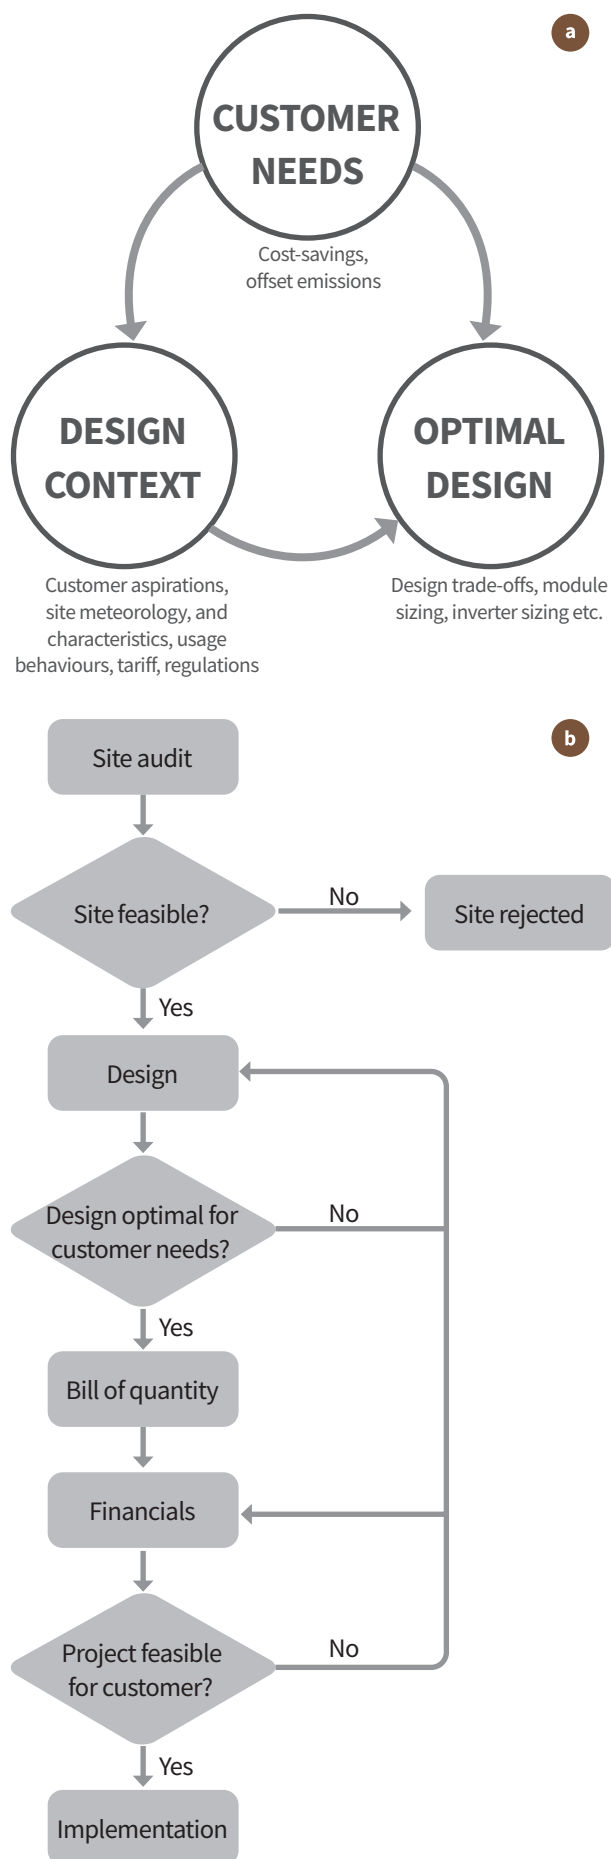 a
CUSTOMER
NEEDS
Cost-savings,
offset emissions
DESIGN
CONTEXT
Customer aspirations,
site meteorology, and
characteristics, usage
behaviours, tariff, regulations
OPTIMAL
DESIGN
Design trade-offs, module
sizing, inverter sizing etc.
b
Site audit
Site feasible?
No
Site rejected
Yes
Design
Design optimal for
customer needs?
No
Yes
Bill of quantity
Financials
Project feasible
for customer?
No
Yes
Implementation